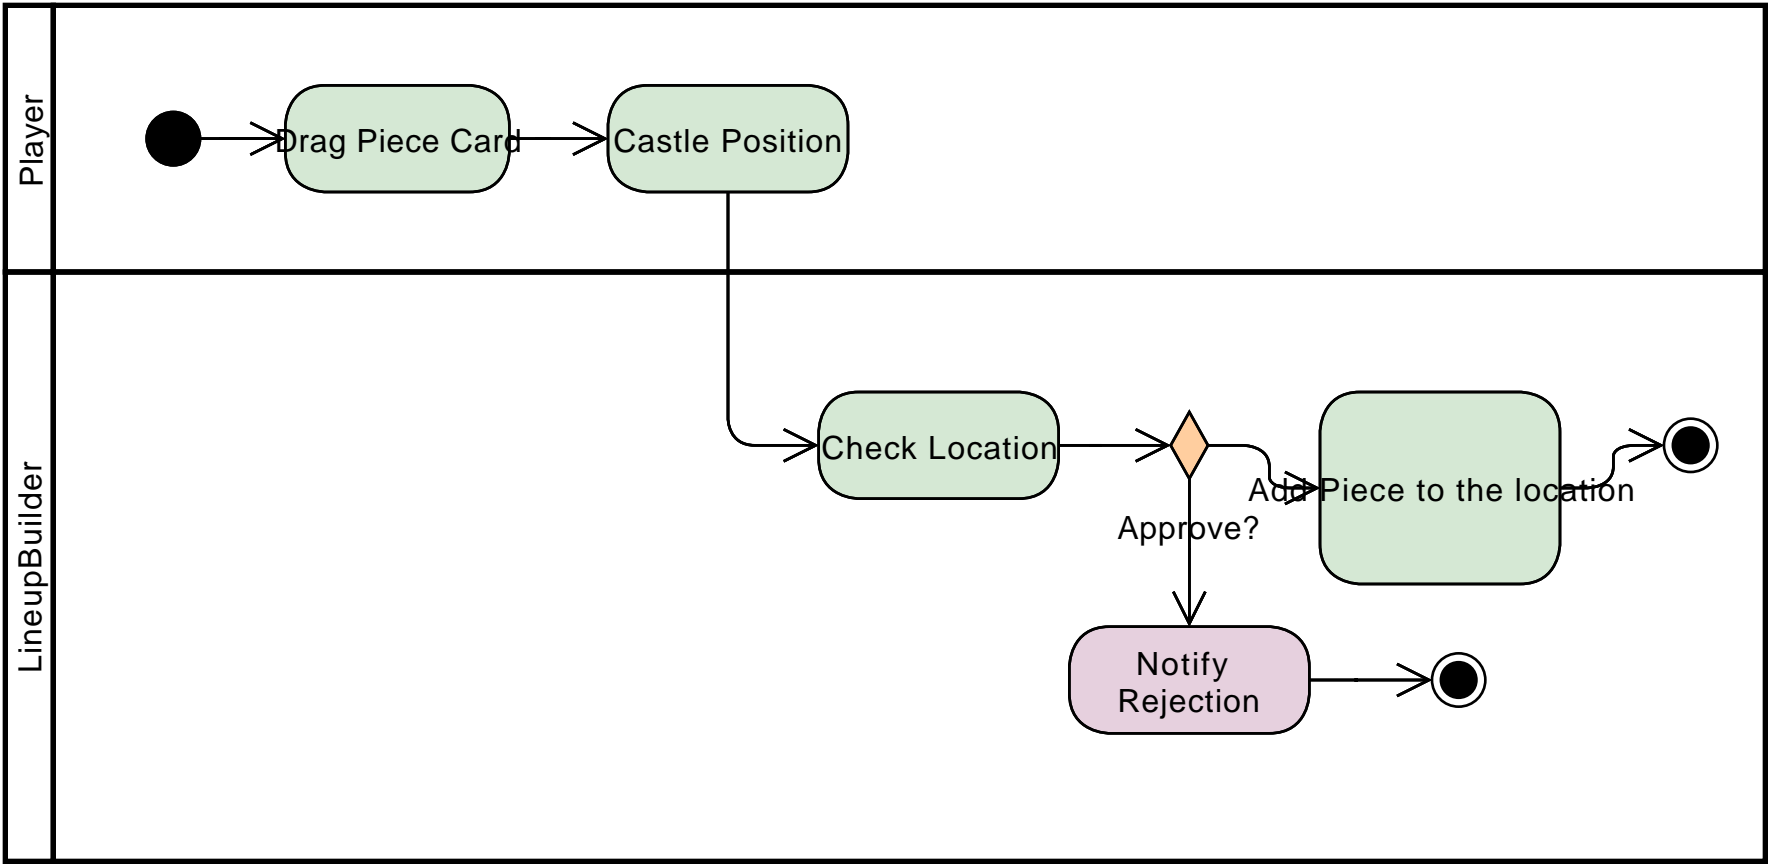 Player
Drag Piece Card
Castle Position
LineupBuilder
Check Location
Approve?
Add Piece to the location
Notify
Rejection